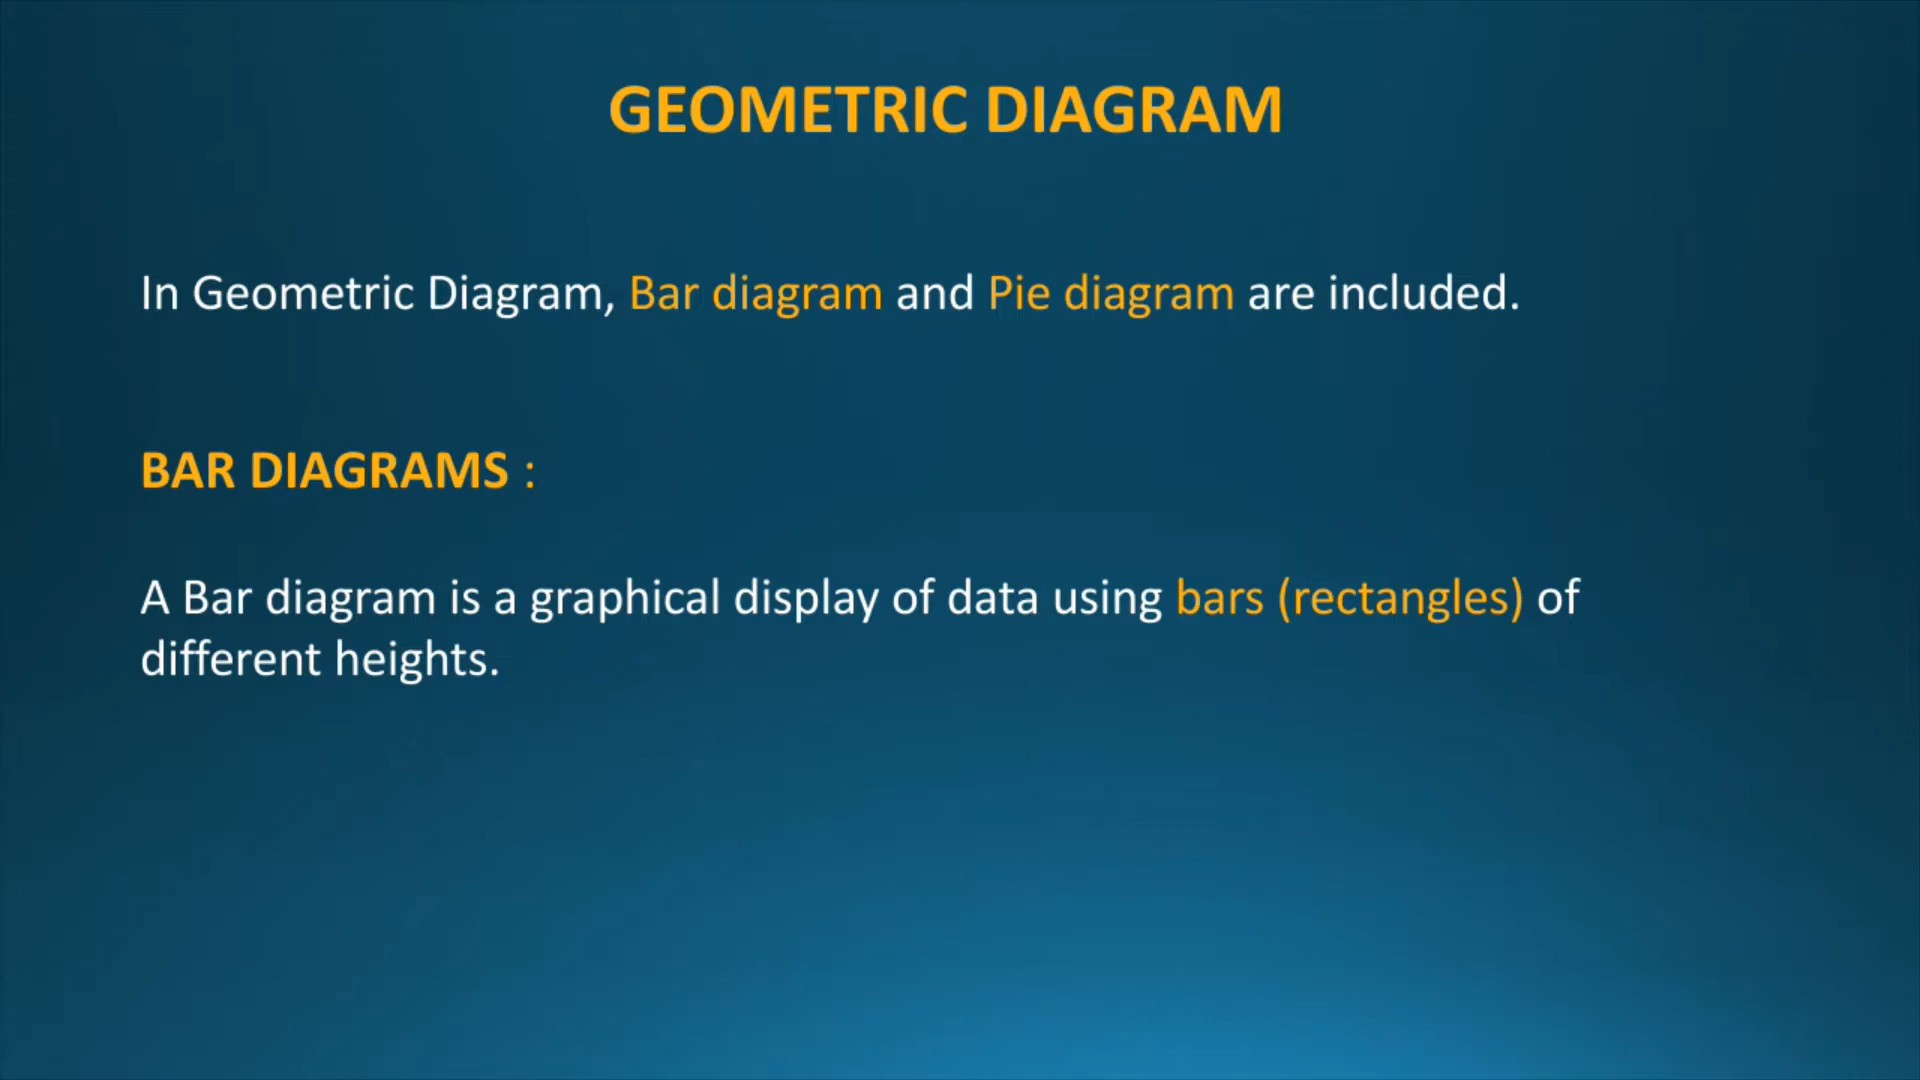 GEOMETRIC DIAGRAM
In Geometric Diagram, Bar diagram and Pie diagram are included.
BAR DIAGRAMS :
A Bar diagram is a graphical display of data using bars (rectangles) of
different heights.